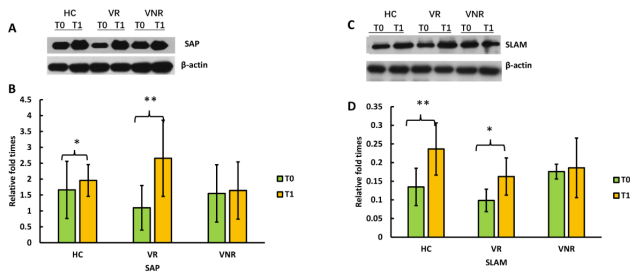 HC VR VNR
T0 T1 T0 T1 T0 T1
A
SAP
β-actin
B
Relative fold times
4.5
4
3.5
3
2.5
2
1.5
1
0.5
0
*
**
T0
T1
HC VR VNR
SAP
HC VR VNR
T0 T1 T0 T1 T0 T1
C
SLAM
β-actin
D
Relative fold times
0.35
0.3
0.25
0.2
0.15
0.1
0.05
0
**
*
T0
T1
HC VR VNR
SLAM